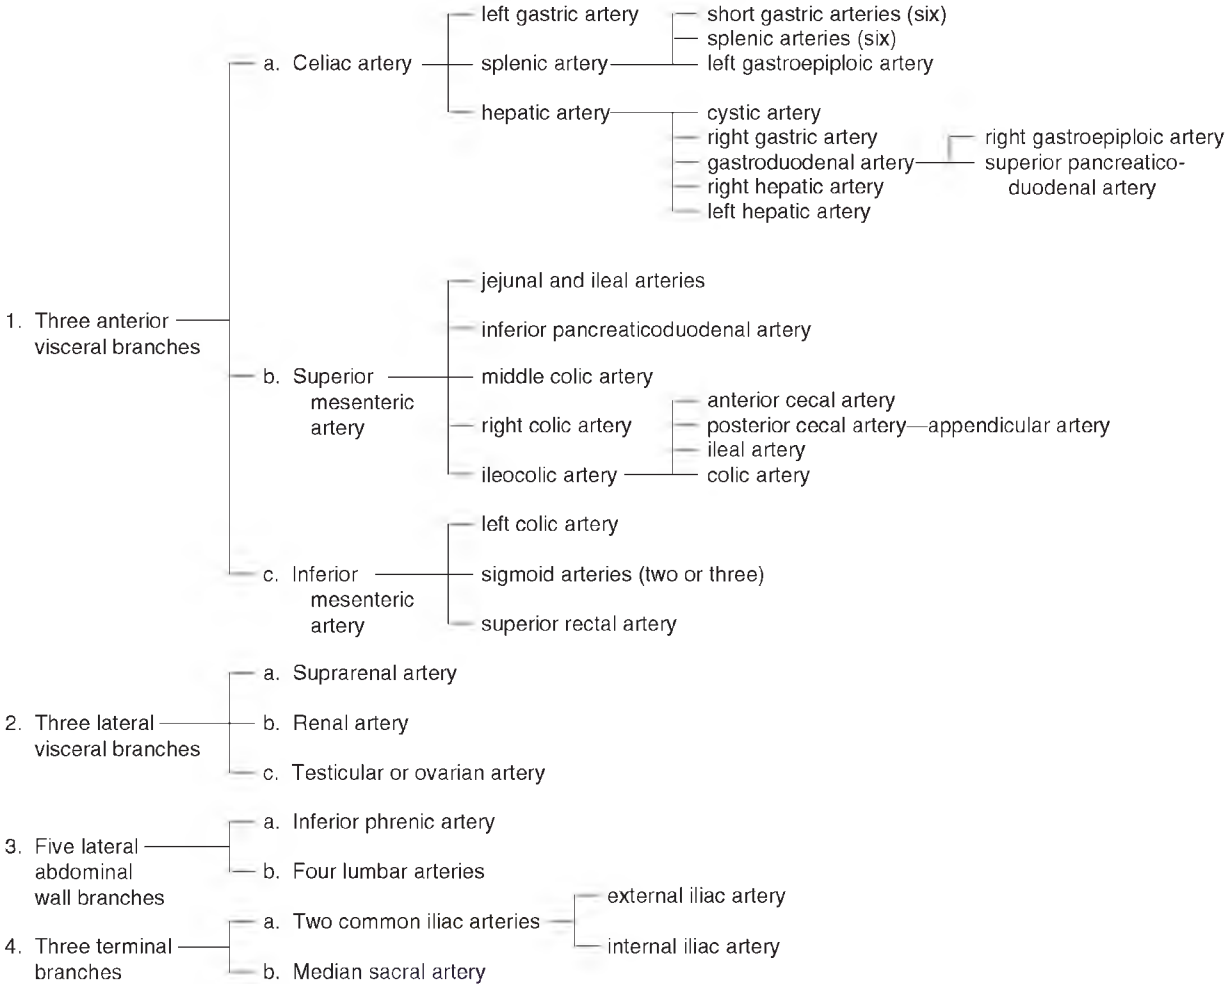 left gastric artery
short gastric arteries (six)
splenic arteries (six)
a. Celiac artery
splenic artery
left gastroepiploic artery
hepatic artery
cystic artery
right gastric artery
right gastroepiploic artery
gastroduodenal artery
superior pancreatico-
duodenal artery
right hepatic artery
left hepatic artery
jejunal and ileal arteries
1. Three anterior
visceral branches
inferior pancreaticoduodenal artery
b. Superior
mesenteric
artery
middle colic artery
right colic artery
anterior cecal artery
posterior cecal artery—appendicular artery
ileal artery
ileocolic artery
colic artery
left colic artery
c. Inferior
mesenteric
artery
sigmoid arteries (two or three)
superior rectal artery
a. Suprarenal artery
2. Three lateral
visceral branches
b. Renal artery
c. Testicular or ovarian artery
a. Inferior phrenic artery
3. Five lateral
abdominal
wall branches
b. Four lumbar arteries
external iliac artery
a. Two common iliac arteries
4. Three terminal
branches
internal iliac artery
b. Median sacral artery